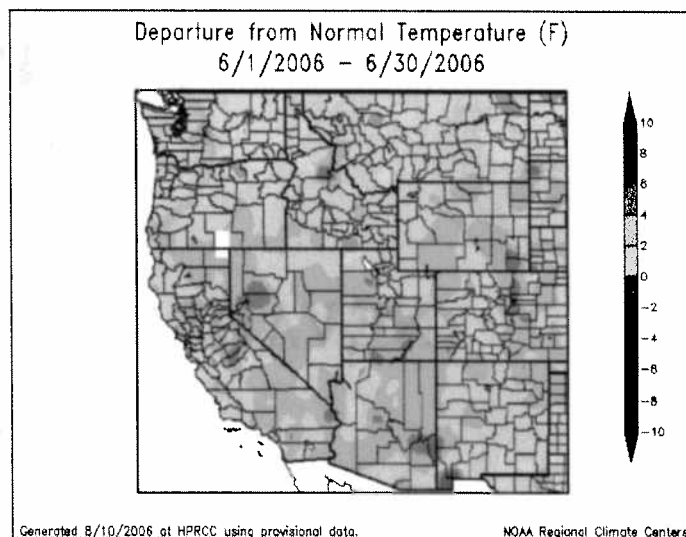 Departure from Normal Temperature (F)
6/1/2006 – 6/30/2006
10
8
6
4
2
0
-2
-4
-6
-8
-10
Generated 8/10/2006 at HPRCC using provisional data.
NOAA Regional Climate Centers